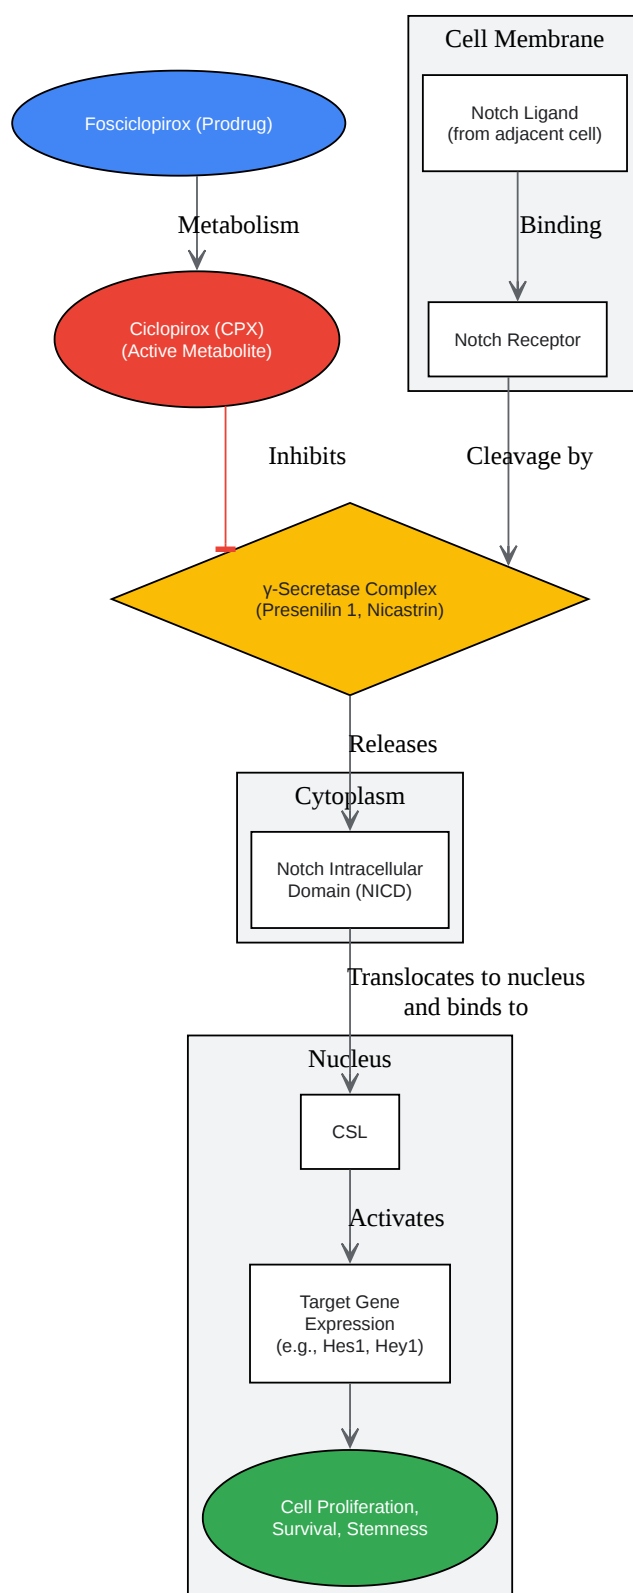 Cell Membrane
Notch Ligand
(from adjacent cell)
Fosciclopirox (Prodrug)
Metabolism
Binding
Ciclopirox (CPX)
(Active Metabolite)
Notch Receptor
Inhibits
Cleavage by
γ-Secretase Complex
(Presenilin 1, Nicastrin)
Releases
Cytoplasm
Notch Intracellular
Domain (NICD)
Translocates to nucleus
and binds to
Nucleus
CSL
Activates
Target Gene
Expression
(e.g., Hes1, Hey1)
Cell Proliferation,
Survival, Stemness